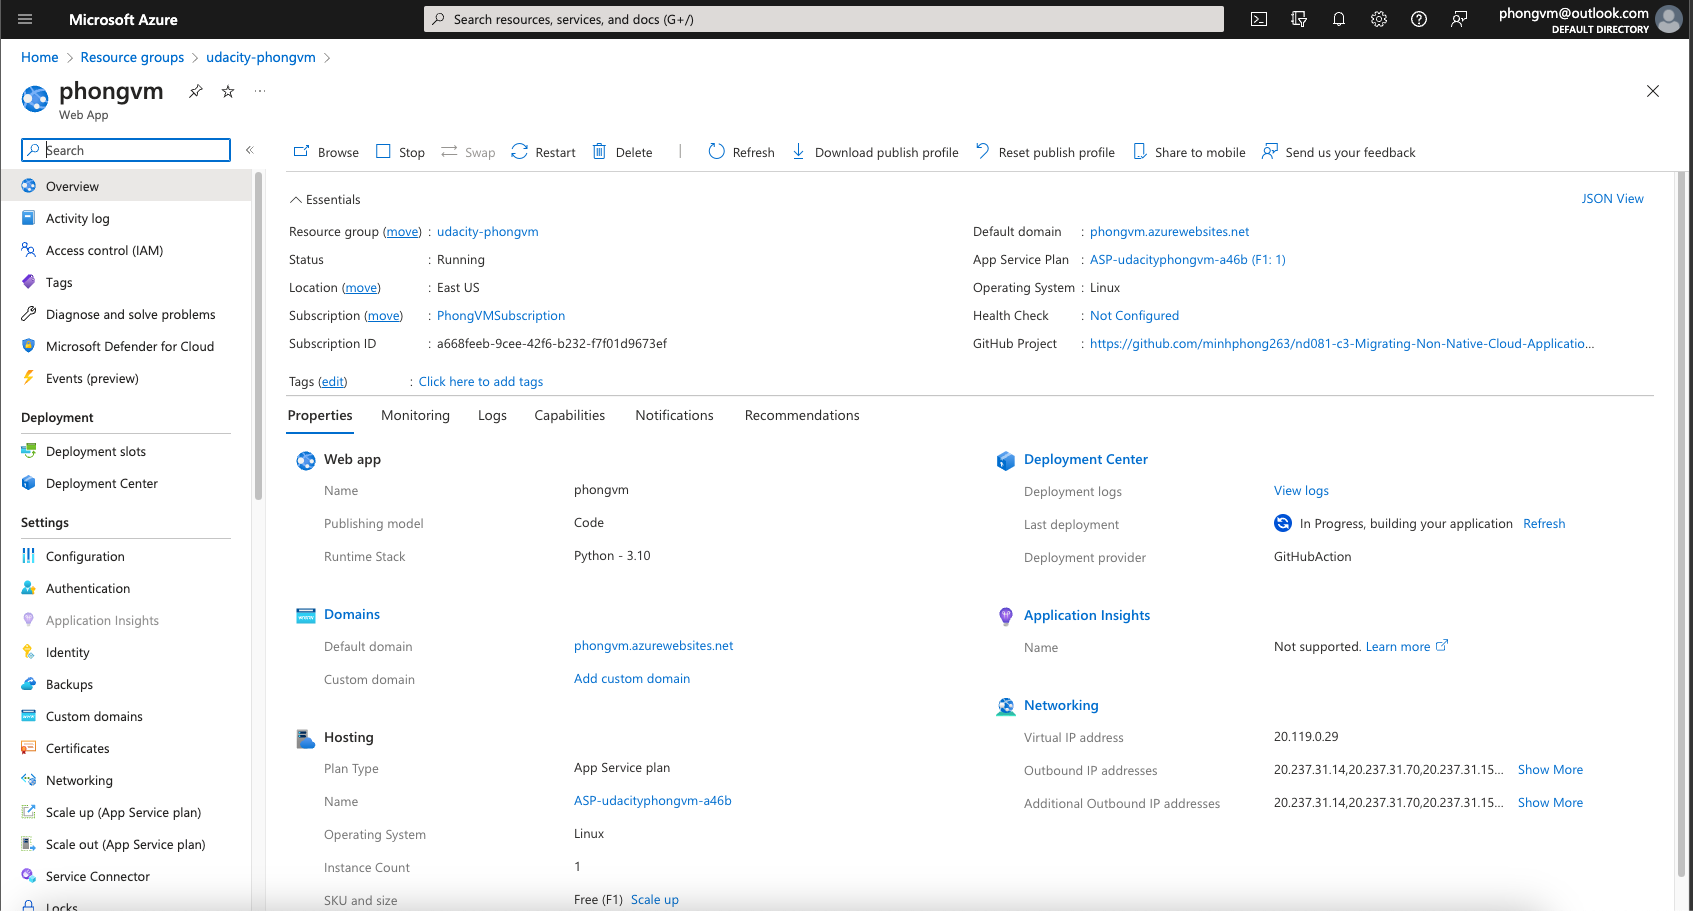 Microsoft Azure
Search resources, services, and docs (G+/)
phongvm@outlook.com
DEFAULT DIRECTORY
Home > Resource groups > udacity-phongvm >
phongvm
Web App
Search
Overview
Activity log
Access control (IAM)
Tags
Diagnose and solve problems
Microsoft Defender for Cloud
Events (preview)
Deployment
Deployment slots
Deployment Center
Settings
Configuration
Authentication
Application Insights
Identity
Backups
Custom domains
Certificates
Networking
Scale up (App Service plan)
Scale out (App Service plan)
Service Connector
Locks
Browse Stop Swap Restart Delete | Refresh Download publish profile Reset publish profile Share to mobile Send us your feedback
Essentials
JSON View
Resource group (move) : udacity-phongvm
Status : Running
Location (move) : East US
Subscription (move) : PhongVMSubscription
Subscription ID : a668feeb-9cee-42f6-b232-f7f01d9673ef
Default domain : phongvm.azurewebsites.net
App Service Plan : ASP-udacityphongvm-a46b (F1: 1)
Operating System : Linux
Health Check : Not Configured
GitHub Project : https://github.com/minhphong263/nd081-c3-Migrating-Non-Native-Cloud-Applicatio...
Tags (edit) : Click here to add tags
Properties Monitoring Logs Capabilities Notifications Recommendations
Web app
Name phongvm
Publishing model Code
Runtime Stack Python - 3.10
Domains
Default domain phongvm.azurewebsites.net
Custom domain Add custom domain
Hosting
Plan Type App Service plan
Name ASP-udacityphongvm-a46b
Operating System Linux
Instance Count 1
SKU and size Free (F1) Scale up
Deployment Center
Deployment logs View logs
Last deployment In Progress, building your application Refresh
Deployment provider GitHubAction
Application Insights
Name Not supported. Learn more
Networking
Virtual IP address 20.119.0.29
Outbound IP addresses 20.237.31.14,20.237.31.70,20.237.31.15... Show More
Additional Outbound IP addresses 20.237.31.14,20.237.31.70,20.237.31.15... Show More